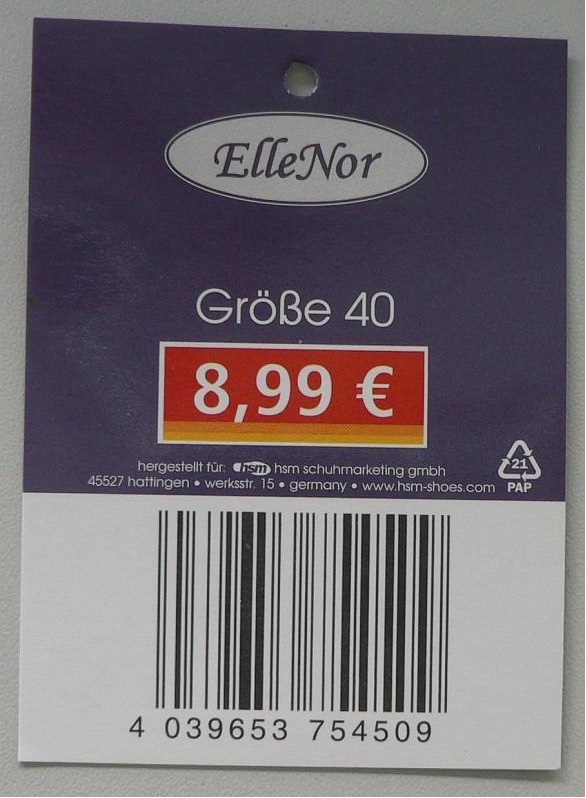 ElleNor
Größe 40
8,99 €
hergestellt für: hsm hsm schuhmarketing gmbh
45527 hattingen • werksstr. 15 • germany • www.hsm-shoes.com
21
PAP
4 039653 754509